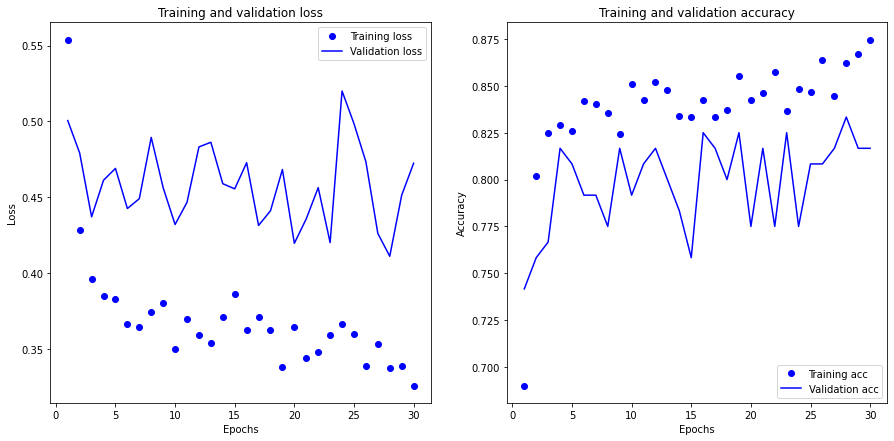 Training and validation loss
Training loss
Validation loss
0.55
0.50
0.45
0.40
0.35
Loss
0
5
10
15
20
25
30
Epochs
Training and validation accuracy
0.875
0.850
0.825
0.800
0.775
0.750
0.725
0.700
Accuracy
Training acc
Validation acc
0
5
10
15
20
25
30
Epochs